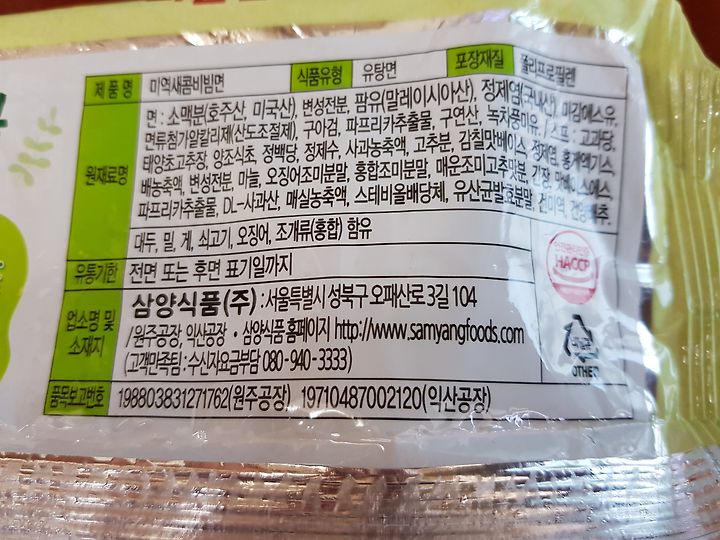 제 품 명 미역새콤비빔면 식품유형 유탕면 포장재질 폴리프로필렌
원재료명
면 : 소맥분(호주산, 미국산), 변성전분, 팜유(말레이시아산), 정제염(국내산), 미감에스유,
면류첨가알칼리제(산도조절제), 구아검, 파프리카추출물, 구연산, 녹차풍미유. / 스프 : 고과당,
태양초고추장, 양조식초, 정백당, 정제수, 사과농축액, 고추분, 감칠맛베이스, 정제염, 홍게엑기스,
배농축액, 변성전분, 마늘, 오징어조미분말, 홍합조미분말, 매운조미고추맛분, 간장, 맛베이스에스,
파프리카추출물, DL-사과산, 매실농축액, 스테비올배당체, 유산균발효분말, 건미역, 건양배추.
대두, 밀, 게, 쇠고기, 오징어, 조개류(홍합) 함유
유통기한 전면 또는 후면 표기일까지
업소명 및 소재지
삼양식품(주) : 서울특별시 성북구 오패산로3길 104
/ 원주공장, 익산공장 • 삼양식품 홈페이지 http://www.samyangfoods.com
(고객만족팀 : 수신자요금부담 080-940-3333)
품목보고번호 198803831271762(원주공장) 19710487002120(익산공장)
HACCP
OTHER